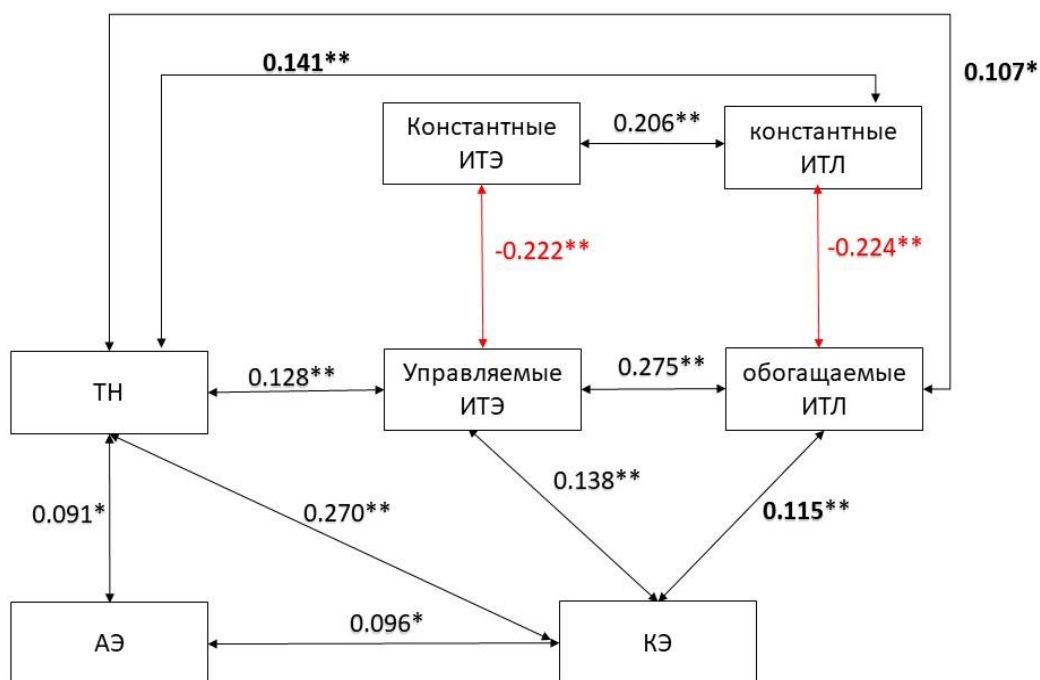 0.141**
0.107*
Константные
ИТЭ
0.206**
константные
ИТЛ
-0.222**
-0.224**
ТН
0.128**
Управляемые
ИТЭ
0.275**
обогащаемые
ИТЛ
0.091*
0.270**
0.138**
0.115**
АЭ
0.096*
КЭ